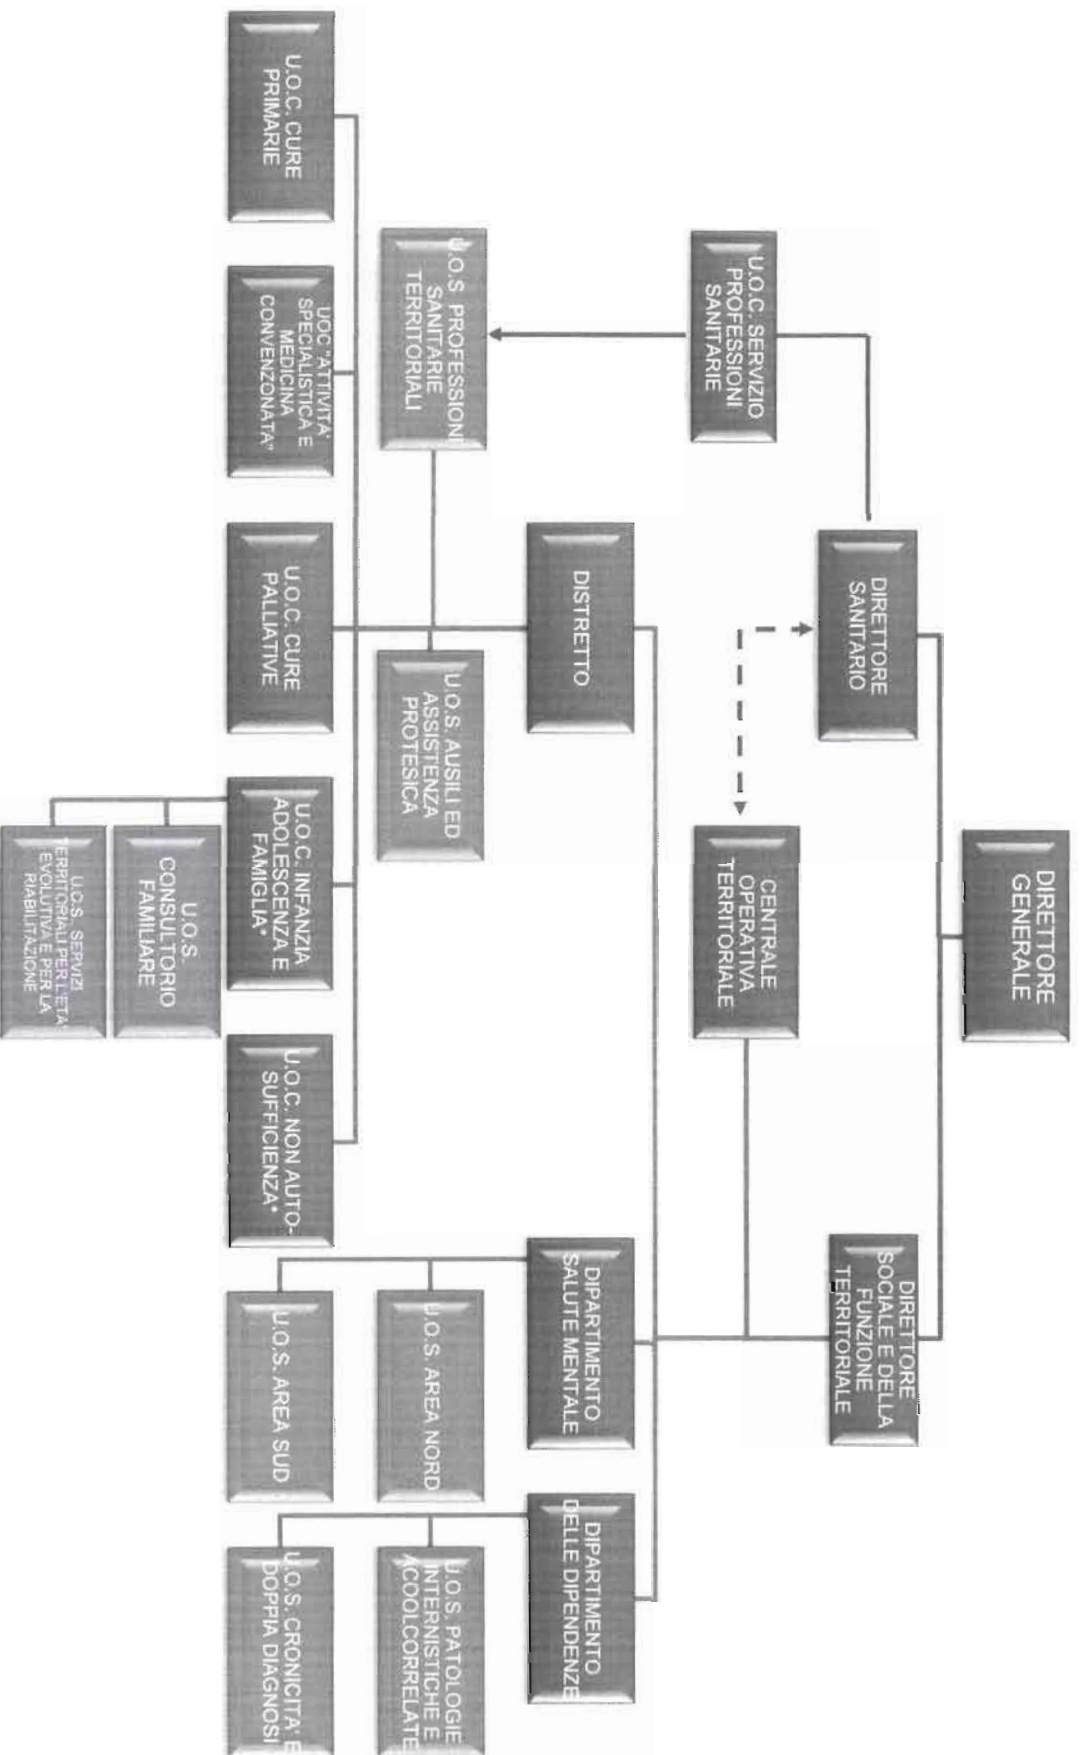 DIRETTORE
GENERALE
DIRETTORE
SANITARIO
DIRETTORE
SOCIALE E DELLA
FUNZIONE
TERRITORIALE
U.O.C. SERVIZIO
PROFESSIONI
SANITARIE
CENTRALE
OPERATIVA
TERRITORIALE
DISTRETTO
DIPARTIMENTO
SALUTE MENTALE
DIPARTIMENTO
DELLE DIPENDENZE
U.O.S. PROFESSIONI
SANITARIE
TERRITORIALI
U.O.S. AUSILI ED
ASSISTENZA
PROTESICA
U.O.S. AREA NORD
U.O.S. PATOLOGIE
INTERNISTICHE E
ACOOLCORRELATE
U.O.C. CURE
PRIMARIE
UOC "ATTIVITA'
SPECIALISTICA E
MEDICINA
CONVENZONATA"
U.O.C. CURE
PALLIATIVE
U.O.C. INFANZIA
ADOLESCENZA E
FAMIGLIA*
U.O.C. NON AUTO-
SUFFICIENZA*
U.O.S. AREA SUD
U.O.S. CRONICITA' E
DOPPIA DIAGNOSI
U.O.S.
CONSULTORIO
FAMILIARE
U.O.S. SERVIZI
TERRITORIALI PER L'ETA'
EVOLUTIVA E PER LA
RIABILITAZIONE